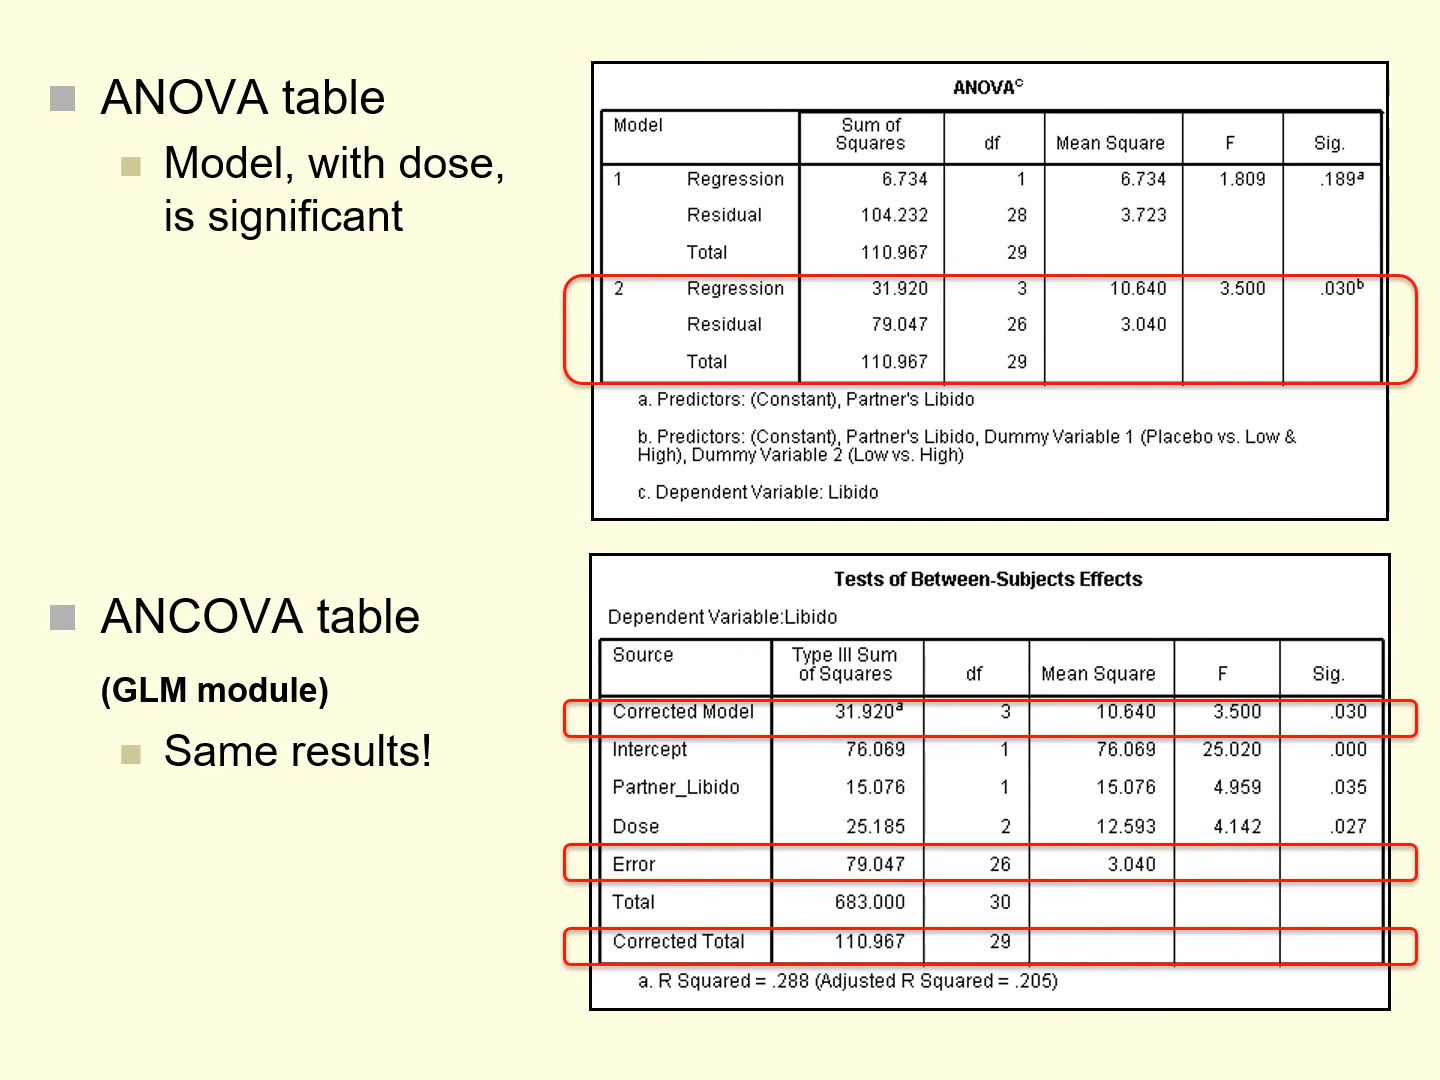 ANOVA table
Model, with dose,
is significant
ANOVAᶜ
Model Sum of Squares df Mean Square F Sig.
1 Regression 6.734 1 6.734 1.809 .189ᵃ
Residual 104.232 28 3.723
Total 110.967 29
2 Regression 31.920 3 10.640 3.500 .030ᵇ
Residual 79.047 26 3.040
Total 110.967 29
a. Predictors: (Constant), Partner's Libido
b. Predictors: (Constant), Partner's Libido, Dummy Variable 1 (Placebo vs. Low &
High), Dummy Variable 2 (Low vs. High)
c. Dependent Variable: Libido
ANCOVA table
(GLM module)
Same results!
Tests of Between-Subjects Effects
Dependent Variable:Libido
Source Type III Sum of Squares df Mean Square F Sig.
Corrected Model 31.920ᵃ 3 10.640 3.500 .030
Intercept 76.069 1 76.069 25.020 .000
Partner_Libido 15.076 1 15.076 4.959 .035
Dose 25.185 2 12.593 4.142 .027
Error 79.047 26 3.040
Total 683.000 30
Corrected Total 110.967 29
a. R Squared = .288 (Adjusted R Squared = .205)